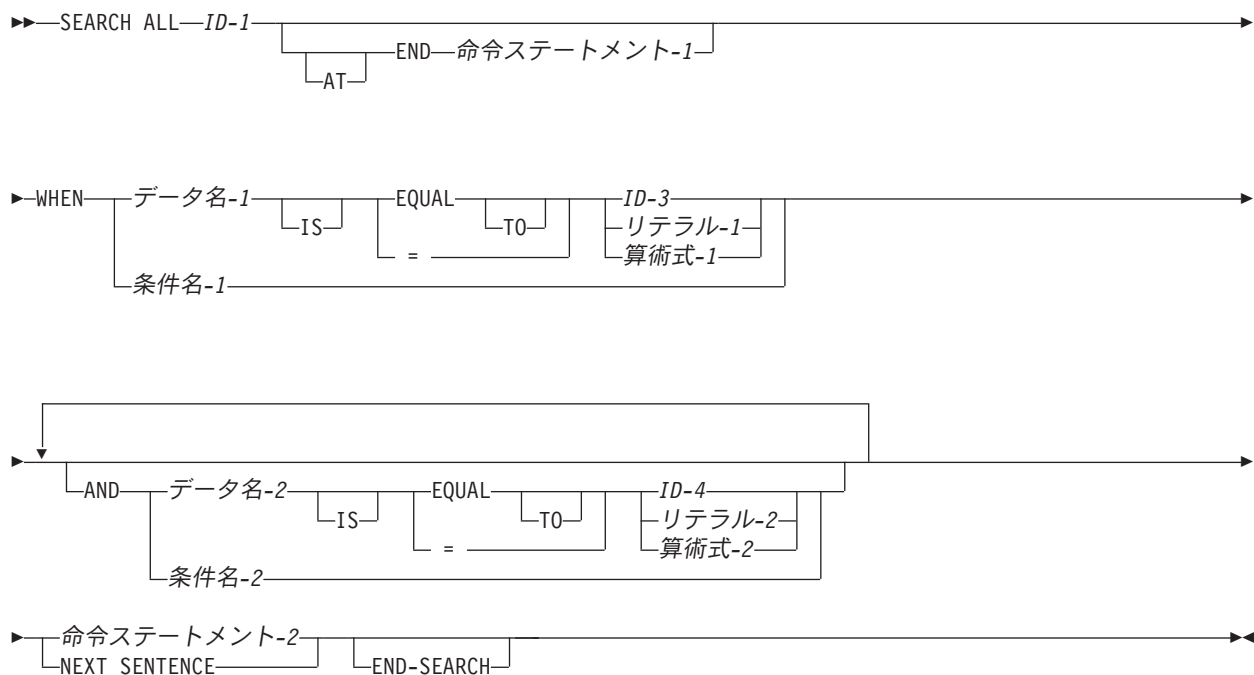 SEARCH ALL ID-1
END 命令ステートメント-1
AT
WHEN データ名-1 EQUAL ID-3
IS TO リテラル-1
= 算術式-1
条件名-1
AND データ名-2 EQUAL ID-4
IS TO リテラル-2
= 算術式-2
条件名-2
命令ステートメント-2
NEXT SENTENCE END-SEARCH